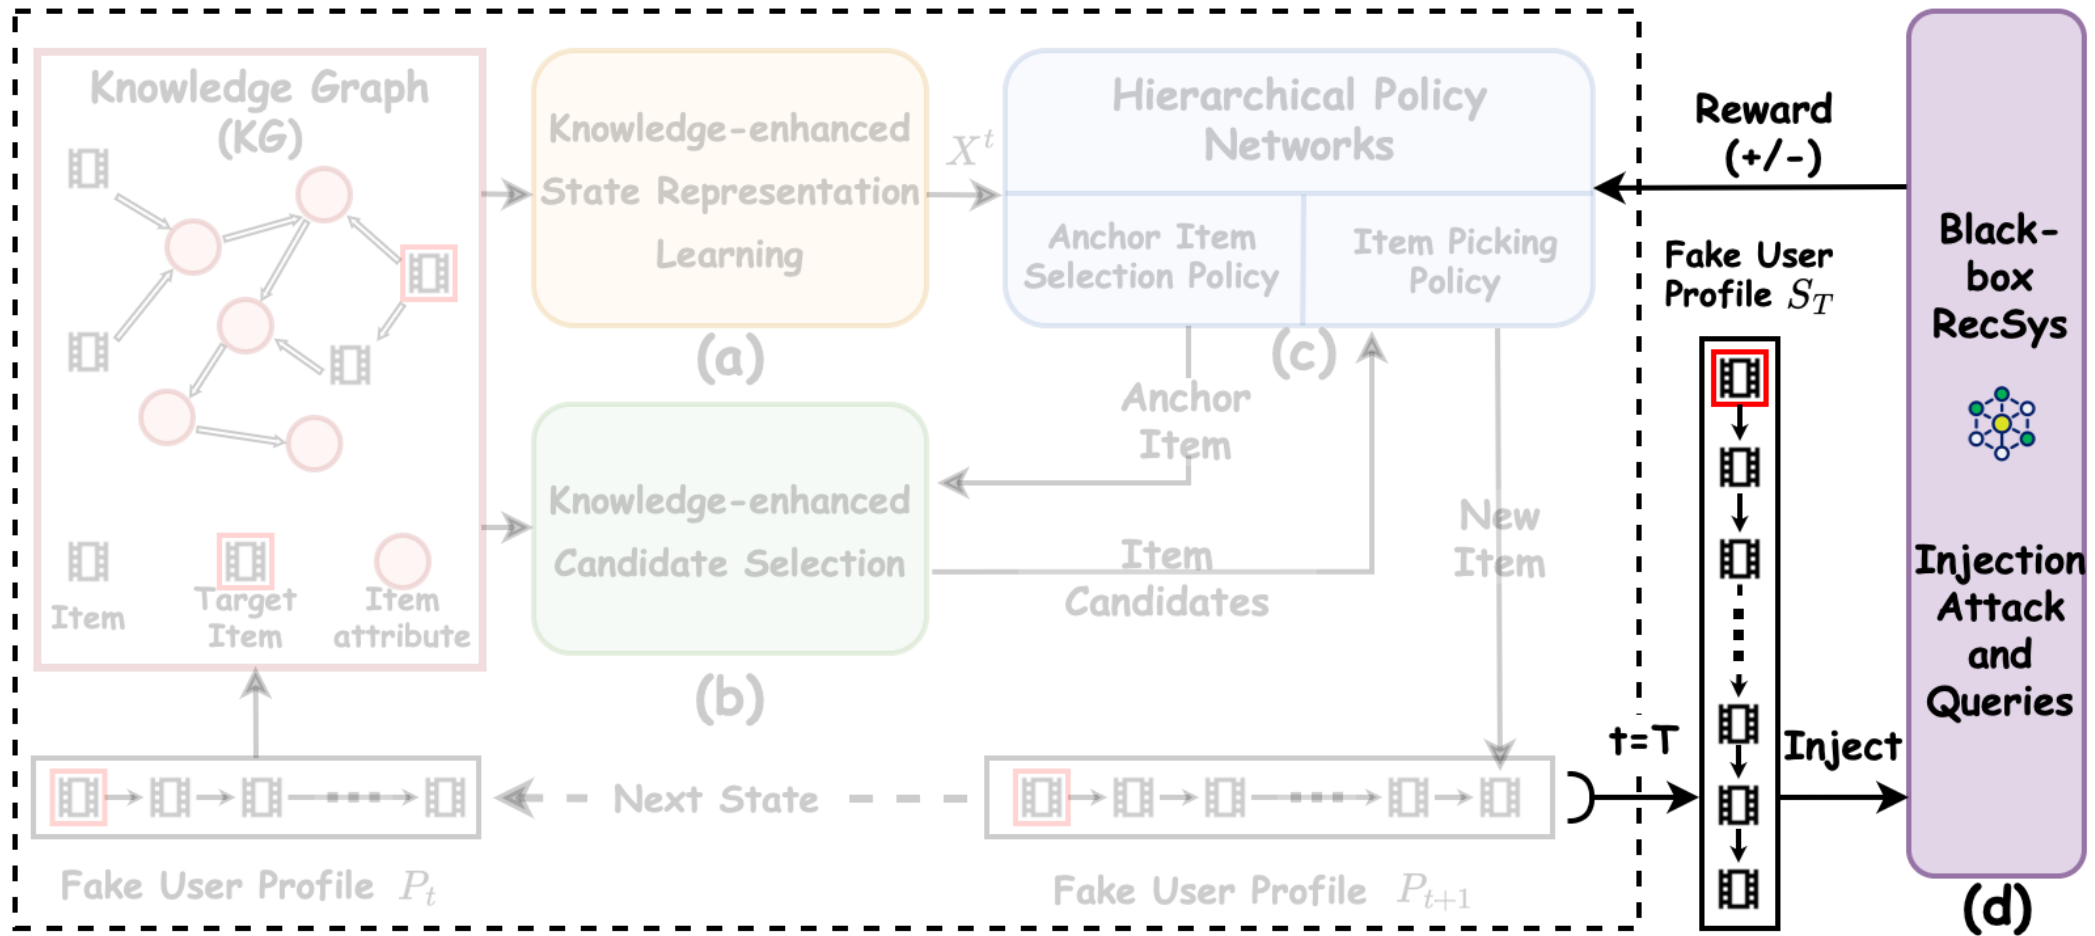 Knowledge Graph
(KG)
Item
Target
Item
Item
attribute
Knowledge-enhanced
State Representation
Learning
(a)
X^t
Hierarchical Policy
Networks
Anchor Item
Selection Policy
Item Picking
Policy
(c)
Anchor
Item
Knowledge-enhanced
Candidate Selection
(b)
Item
Candidates
New
Item
Fake User Profile P_t
Next State
Fake User Profile P_{t+1}
t=T
Reward
(+/-)
Fake User
Profile S_T
Inject
Black-
box
RecSys
Injection
Attack
and
Queries
(d)